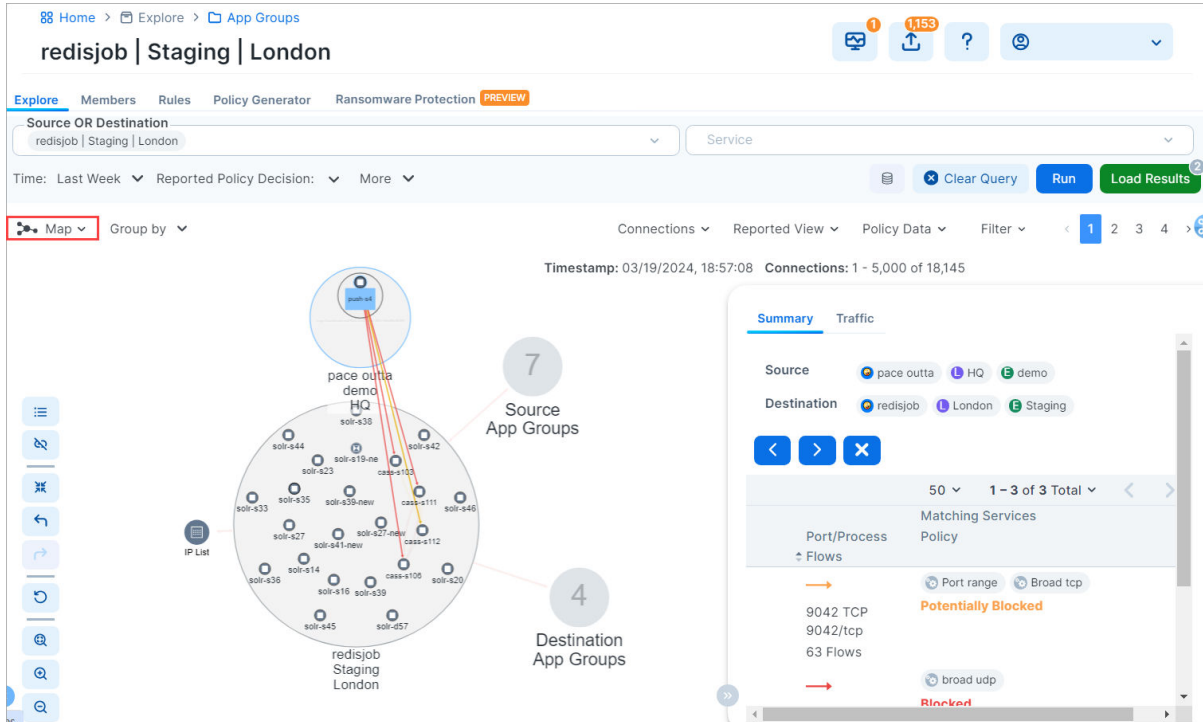 Home > Explore > App Groups
redisjob | Staging | London
1
1,153
?
Explore Members Rules Policy Generator Ransomware Protection PREVIEW
Source OR Destination
redisjob | Staging | London
Service
Time: Last Week Reported Policy Decision: More
Clear Query Run Load Results 2
Map Group by Connections Reported View Policy Data Filter 1 2 3 4
Timestamp: 03/19/2024, 18:57:08 Connections: 1 - 5,000 of 18,145
push-s4
pace outta
demo
HQ
7
Source
App Groups
solr-s38
solr-s44
solr-s42
solr-s19-ne
solr-s23
cass-s103
solr-s35
solr-s39-new
cass-s111
solr-s33
solr-s46
solr-s27
solr-s27-new
cass-s112
solr-s41-new
IP List
solr-s14
solr-s36
cass-s106
solr-s20
solr-s16
solr-s39
solr-s45
solr-d57
redisjob
Staging
London
4
Destination
App Groups
Summary Traffic
Source pace outta L HQ E demo
Destination redisjob L London E Staging
50 1 – 3 of 3 Total
Matching Services
Port/Process Policy
Flows
Port range Broad tcp
Potentially Blocked
9042 TCP
9042/tcp
63 Flows
broad udp
Blocked